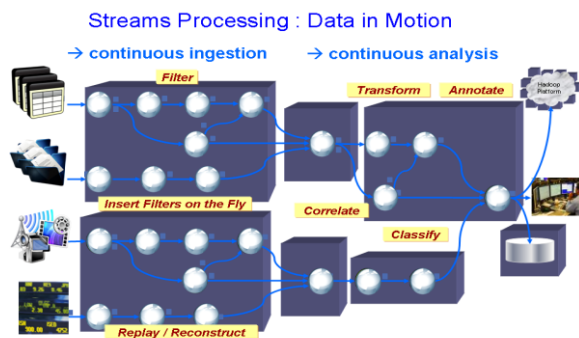 Streams Processing : Data in Motion
→ continuous ingestion
→ continuous analysis
Filter
Transform
Annotate
Hadoop
Platform
Insert Filters on the Fly
Correlate
Classify
Replay / Reconstruct